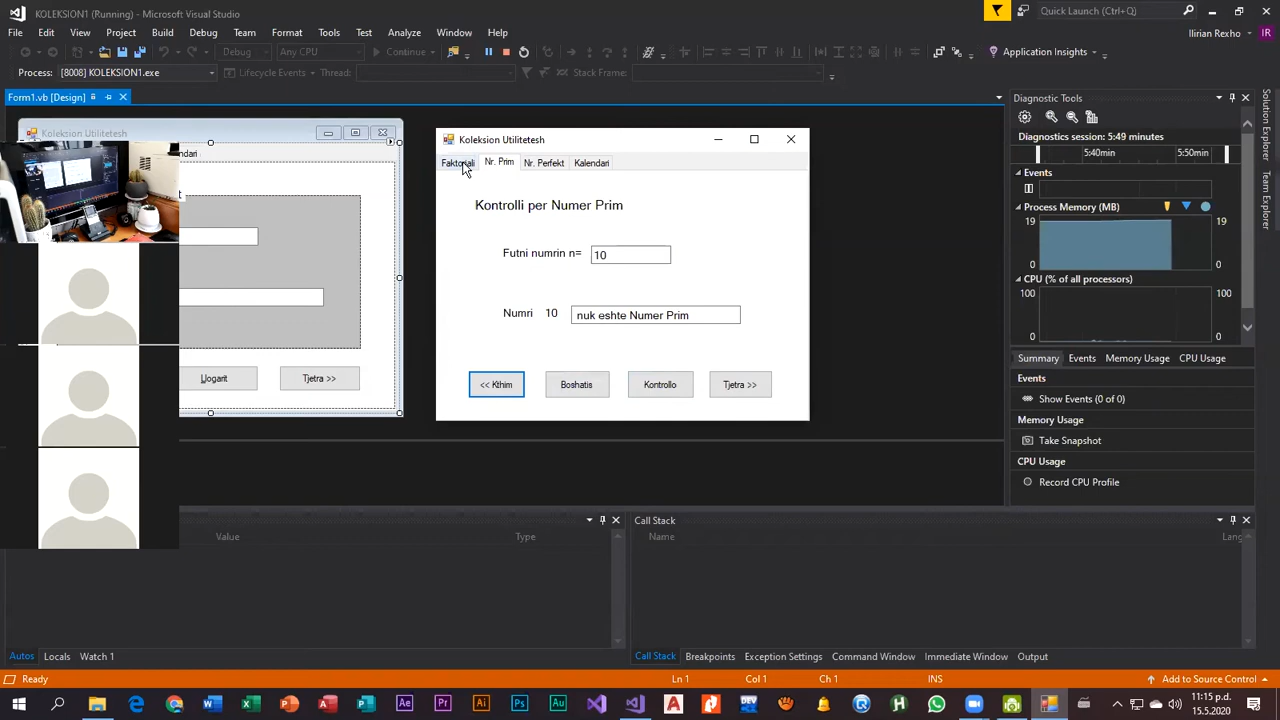 KOLEKSION1 (Running) - Microsoft Visual Studio
Quick Launch (Ctrl+Q)
File Edit View Project Build Debug Team Format Tools Test Analyze Window Help
Ilirian Rexho IR
Debug Any CPU Continue Application Insights
Process: [8008] KOLEKSION1.exe Lifecycle Events Thread: Stack Frame:
Form1.vb [Design]
Koleksion Utilitetesh
ndari
t
Llogarit Tjetra >>
Koleksion Utilitetesh
Faktoriali Nr. Prim Nr. Perfekt Kalendari
Kontrolli per Numer Prim
Futni numrin n= 10
Numri 10 nuk eshte Numer Prim
<< Kthim Boshatis Kontrollo Tjetra >>
Diagnostic Tools
Diagnostics session: 5:49 minutes
5:40min 5:50min
Events
Process Memory (MB)
19 19
0 0
CPU (% of all processors)
100 100
0 0
Summary Events Memory Usage CPU Usage
Events
Show Events (0 of 0)
Memory Usage
Take Snapshot
CPU Usage
Record CPU Profile
Solution Explorer
Team Explorer
Value Type
Autos Locals Watch 1
Call Stack
Name Lang
Call Stack Breakpoints Exception Settings Command Window Immediate Window Output
Ready Ln 1 Col 1 Ch 1 INS Add to Source Control
11:15 p.d.
15.5.2020